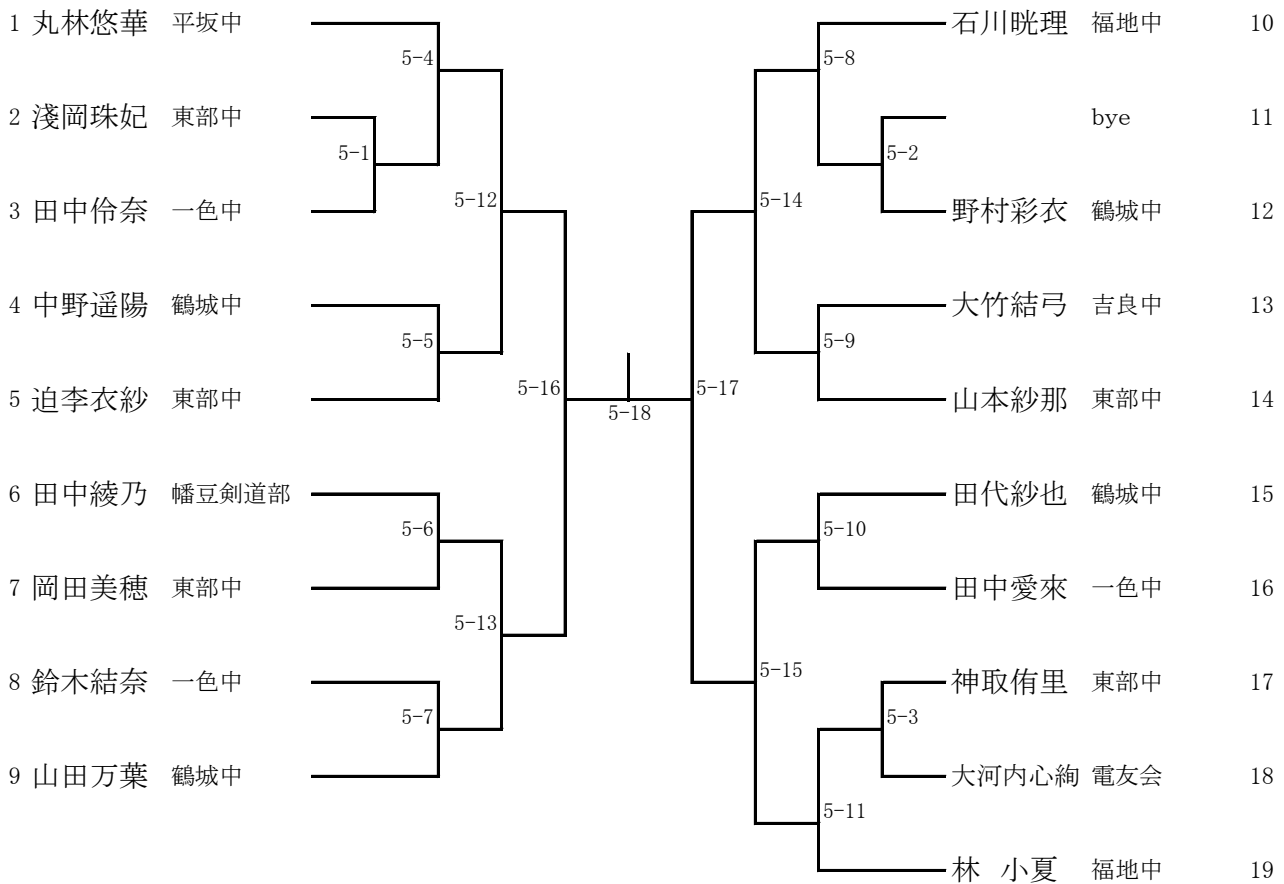 1 丸林悠華 平坂中
5-4
2 淺岡珠妃 東部中
5-1
3 田中伶奈 一色中
5-12
4 中野遥陽 鶴城中
5-5
5 迫李衣紗 東部中
5-16
6 田中綾乃 幡豆剣道部
5-6
7 岡田美穂 東部中
5-13
8 鈴木結奈 一色中
5-7
9 山田万葉 鶴城中
5-18
石川晄理 福地中 10
5-8
bye 11
5-2
野村彩衣 鶴城中 12
5-14
大竹結弓 吉良中 13
5-9
山本紗那 東部中 14
5-17
田代紗也 鶴城中 15
5-10
田中愛來 一色中 16
5-15
神取侑里 東部中 17
5-3
大河内心絢 電友会 18
5-11
林 小夏 福地中 19